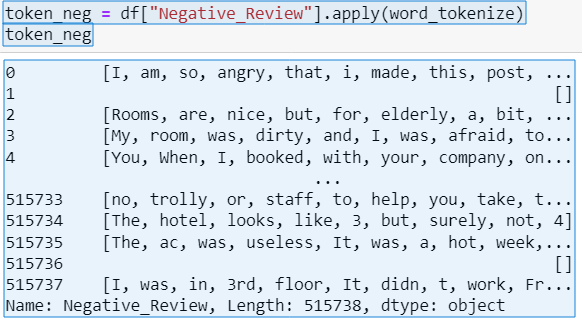 token_neg = df["Negative_Review"].apply(word_tokenize)
token_neg
0 [I, am, so, angry, that, i, made, this, post, ...
1 []
2 [Rooms, are, nice, but, for, elderly, a, bit, ...
3 [My, room, was, dirty, and, I, was, afraid, to...
4 [You, When, I, booked, with, your, company, on...
...
515733 [no, trolly, or, staff, to, help, you, take, t...
515734 [The, hotel, looks, like, 3, but, surely, not, 4]
515735 [The, ac, was, useless, It, was, a, hot, week,...
515736 []
515737 [I, was, in, 3rd, floor, It, didn, t, work, Fr...
Name: Negative_Review, Length: 515738, dtype: object